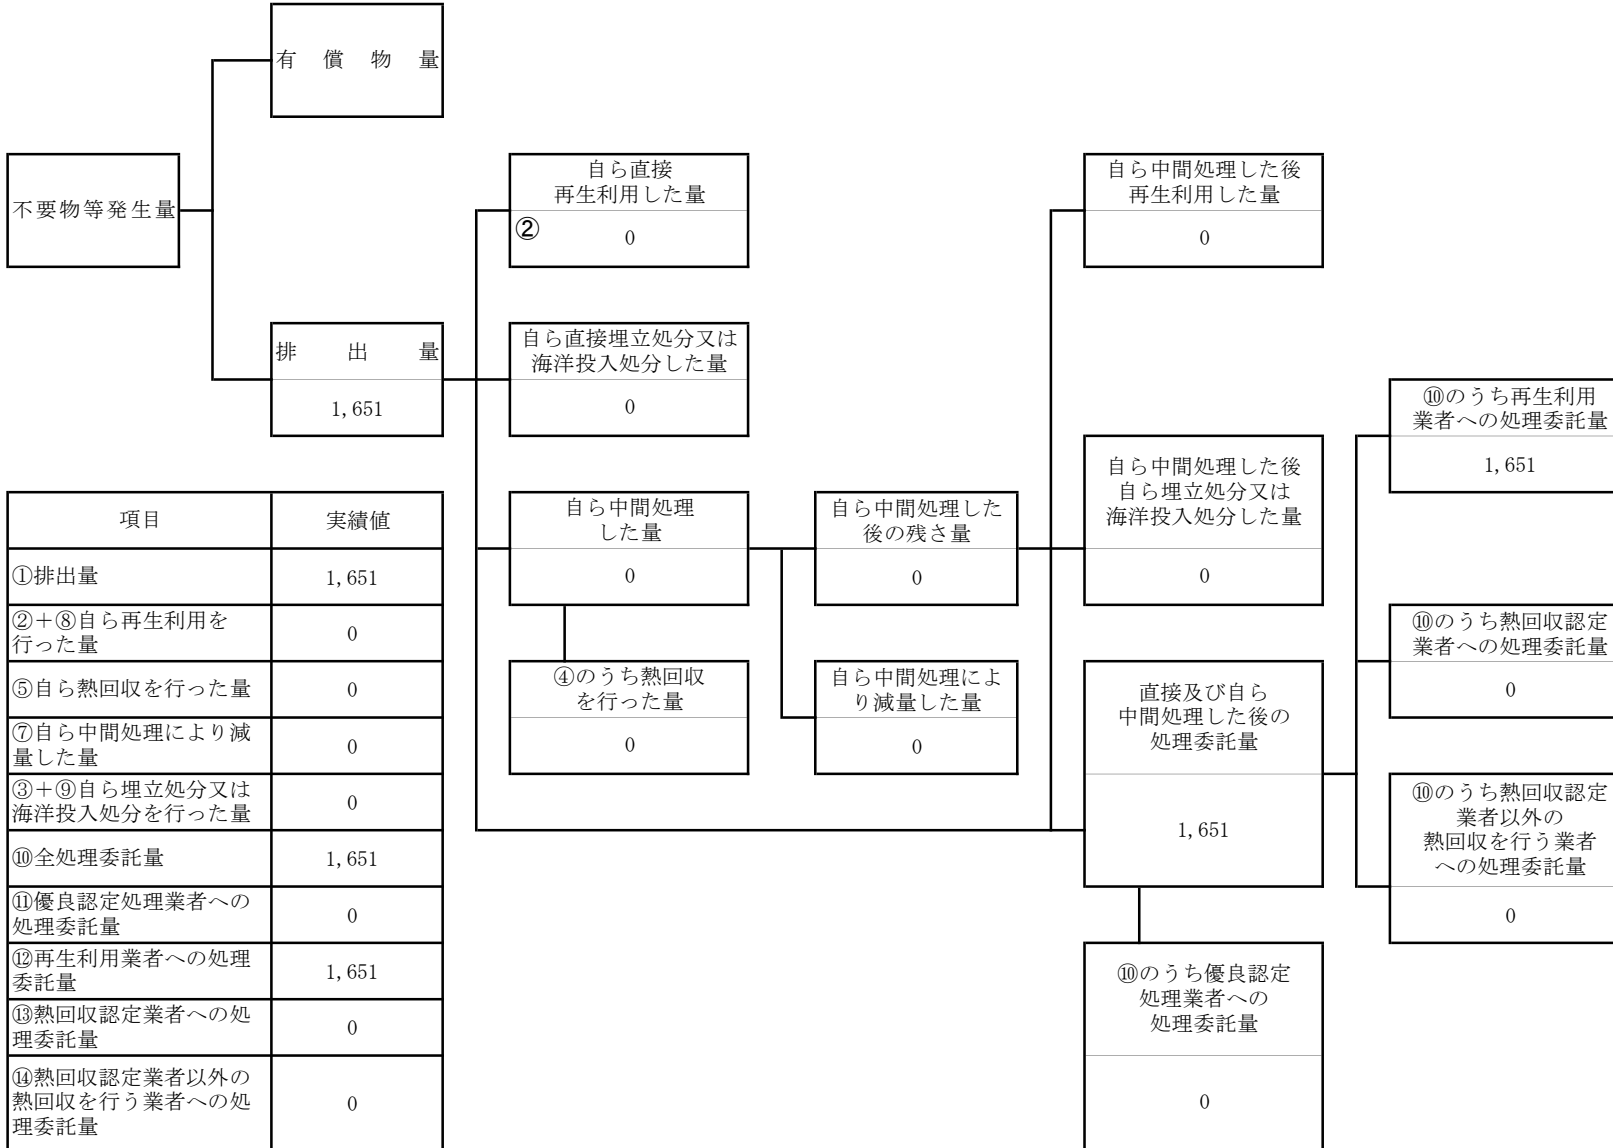 有償物量
不要物等発生量
自ら直接
再生利用した量
②
0
自ら中間処理した後
再生利用した量
0
排出量
1,651
自ら直接埋立処分又は
海洋投入処分した量
0
⑩のうち再生利用
業者への処理委託量
1,651
自ら中間処理
した量
0
自ら中間処理した
後の残さ量
0
自ら中間処理した後
自ら埋立処分又は
海洋投入処分した量
0
⑩のうち熱回収認定
業者への処理委託量
0
④のうち熱回収
を行った量
0
自ら中間処理によ
り減量した量
0
直接及び自ら
中間処理した後の
処理委託量
1,651
⑩のうち熱回収認定
業者以外の
熱回収を行う業者
への処理委託量
0
⑩のうち優良認定
処理業者への
処理委託量
0
項目 実績値
①排出量 1,651
②+⑧自ら再生利用を
行った量 0
⑤自ら熱回収を行った量 0
⑦自ら中間処理により減
量した量 0
③+⑨自ら埋立処分又は
海洋投入処分を行った量 0
⑩全処理委託量 1,651
⑪優良認定処理業者への
処理委託量 0
⑫再生利用業者への処理
委託量 1,651
⑬熱回収認定業者への処
理委託量 0
⑭熱回収認定業者以外の
熱回収を行う業者への処
理委託量 0